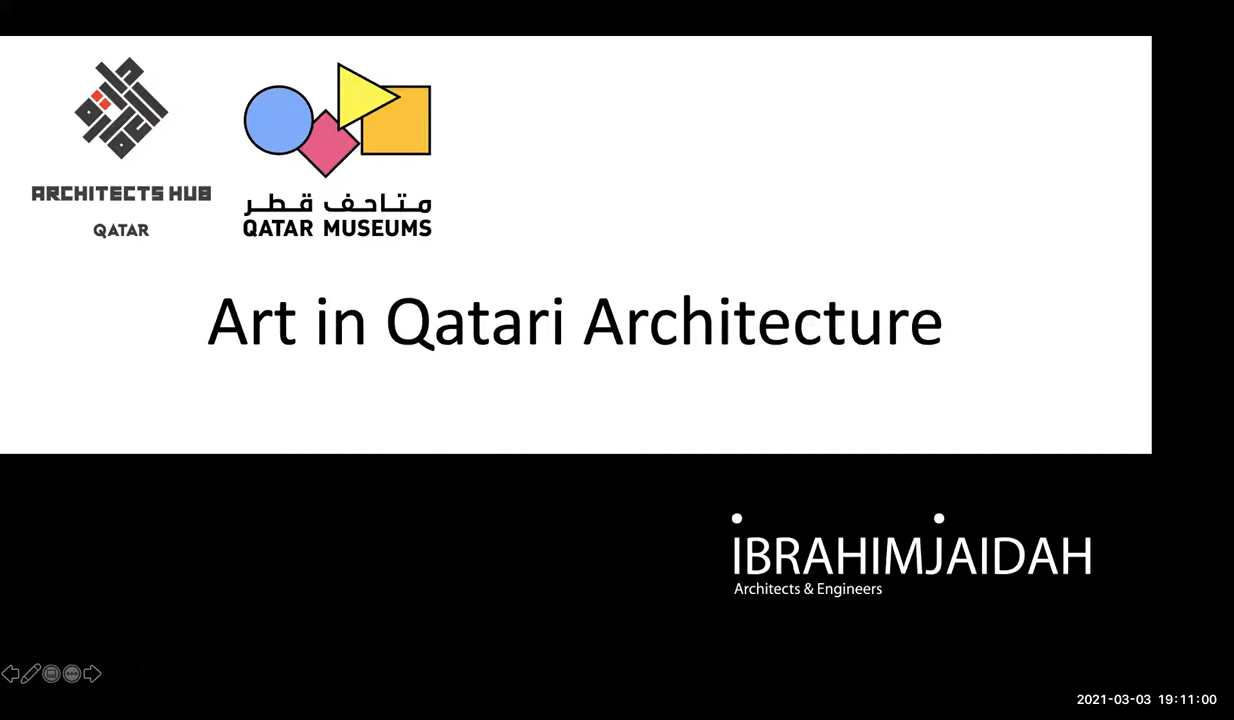 ARCHITECTS HUB
QATAR
متاحف قطر
QATAR MUSEUMS
Art in Qatari Architecture
iBRAHIMjAIDAH
Architects & Engineers
2021-03-03 19:11:00